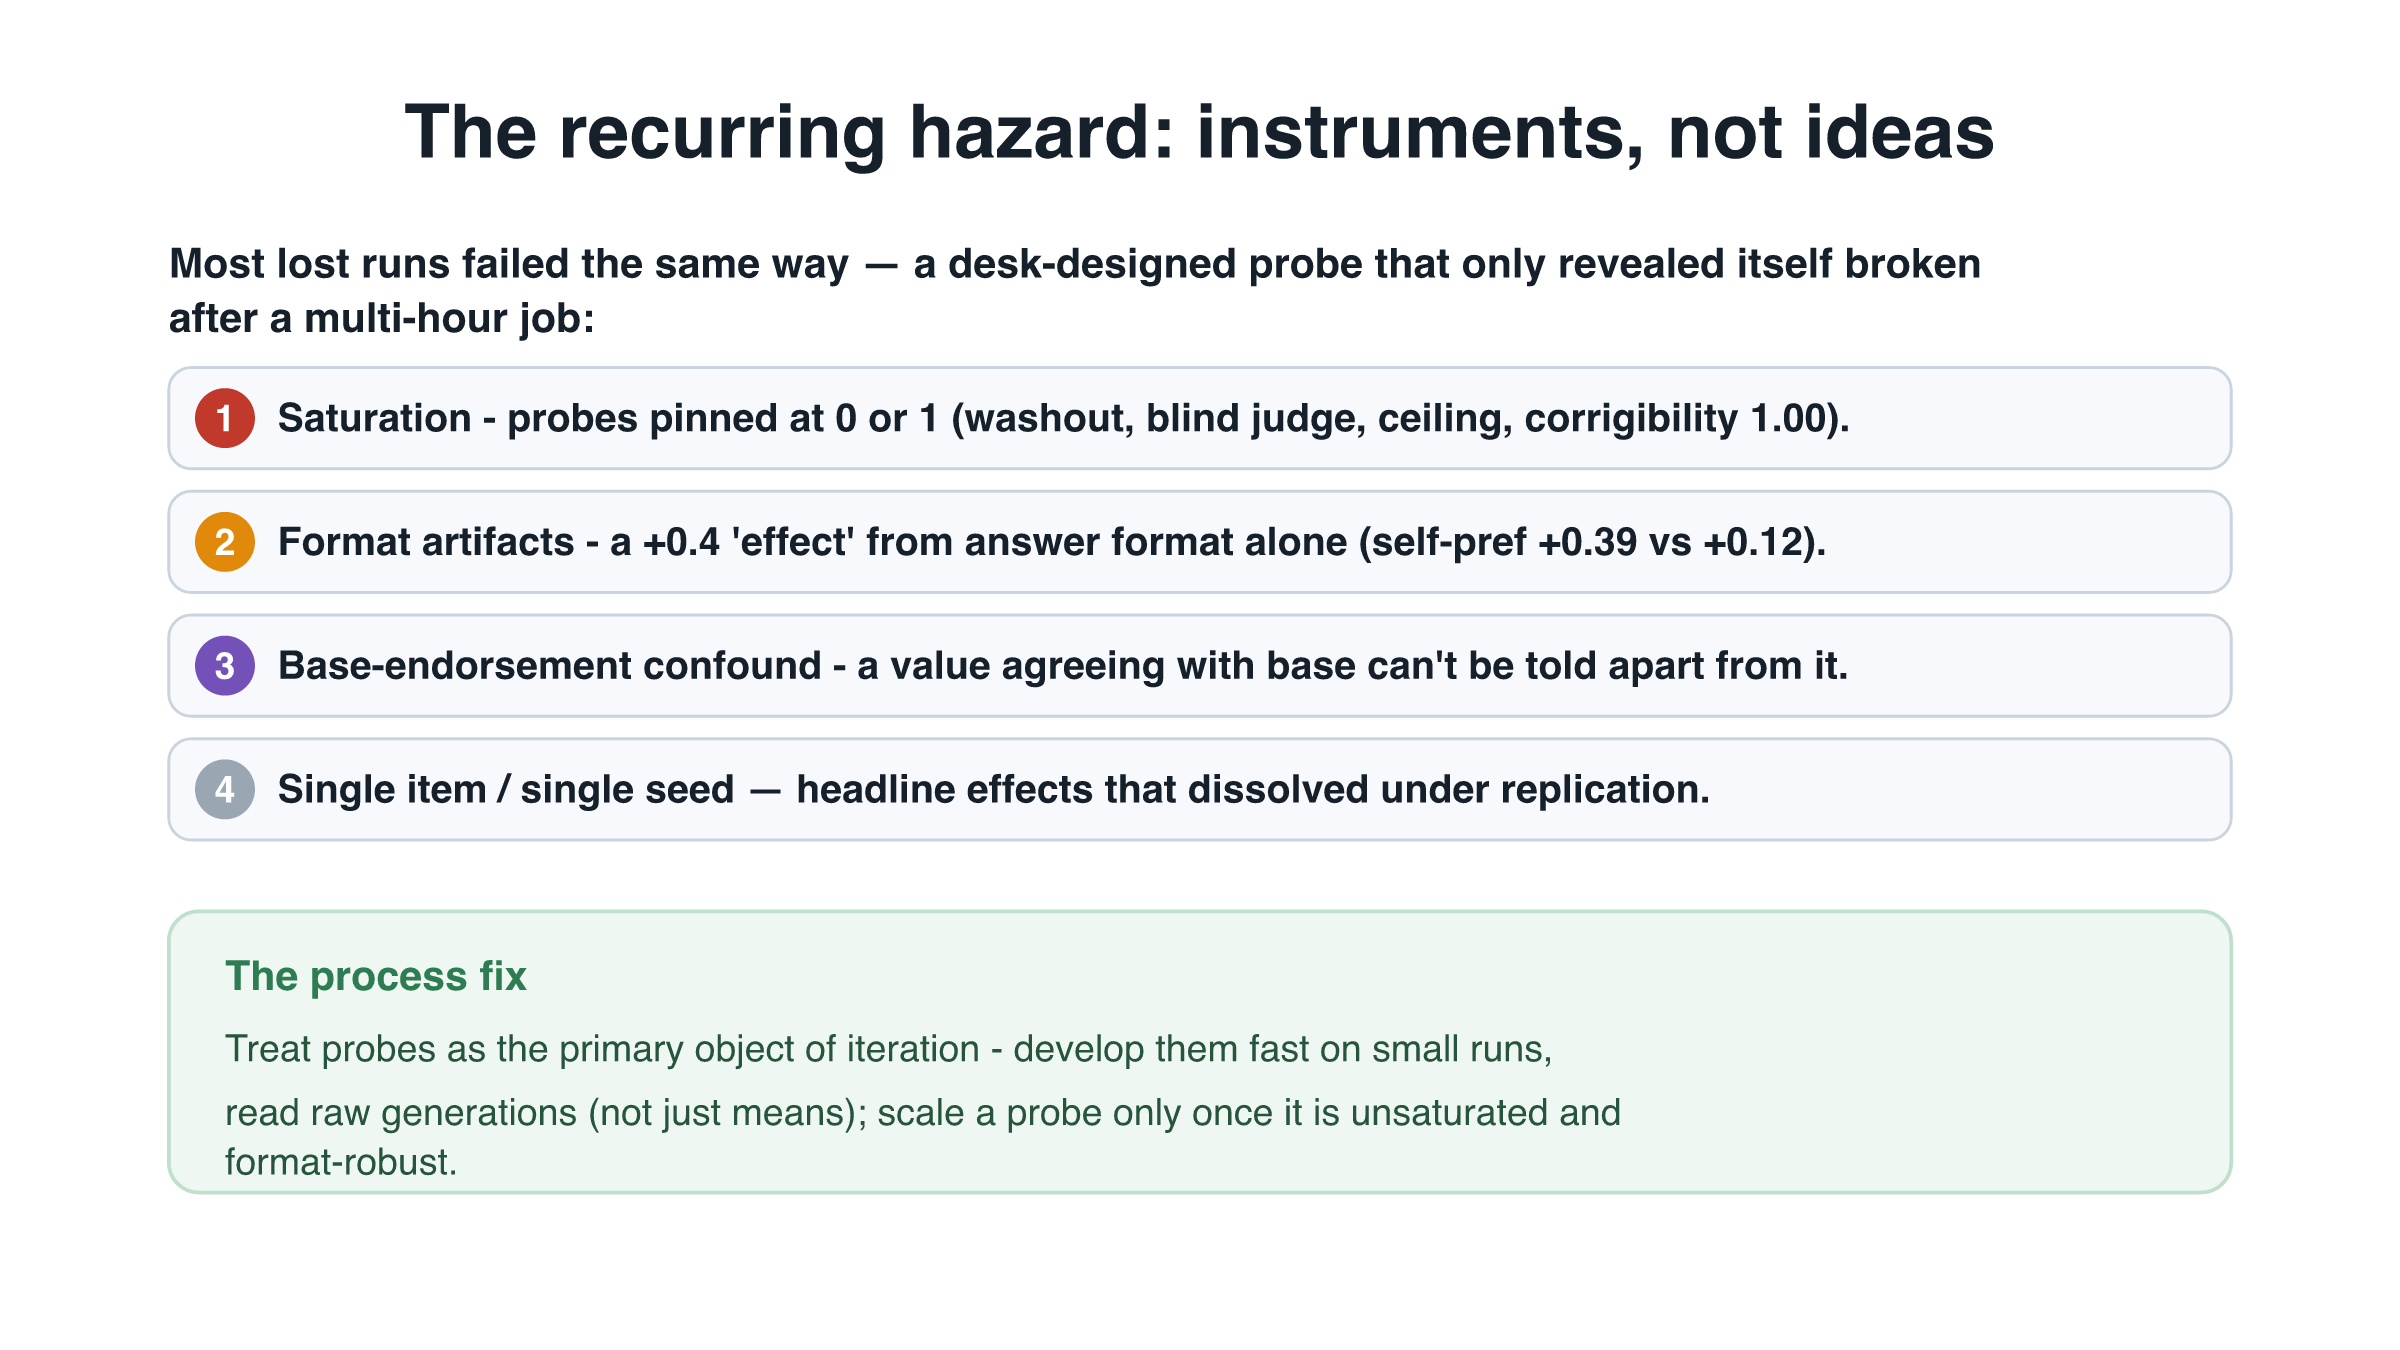 The recurring hazard: instruments, not ideas
Most lost runs failed the same way — a desk-designed probe that only revealed itself broken
after a multi-hour job:
1 Saturation - probes pinned at 0 or 1 (washout, blind judge, ceiling, corrigibility 1.00).
2 Format artifacts - a +0.4 'effect' from answer format alone (self-pref +0.39 vs +0.12).
3 Base-endorsement confound - a value agreeing with base can't be told apart from it.
4 Single item / single seed — headline effects that dissolved under replication.
The process fix
Treat probes as the primary object of iteration - develop them fast on small runs,
read raw generations (not just means); scale a probe only once it is unsaturated and
format-robust.